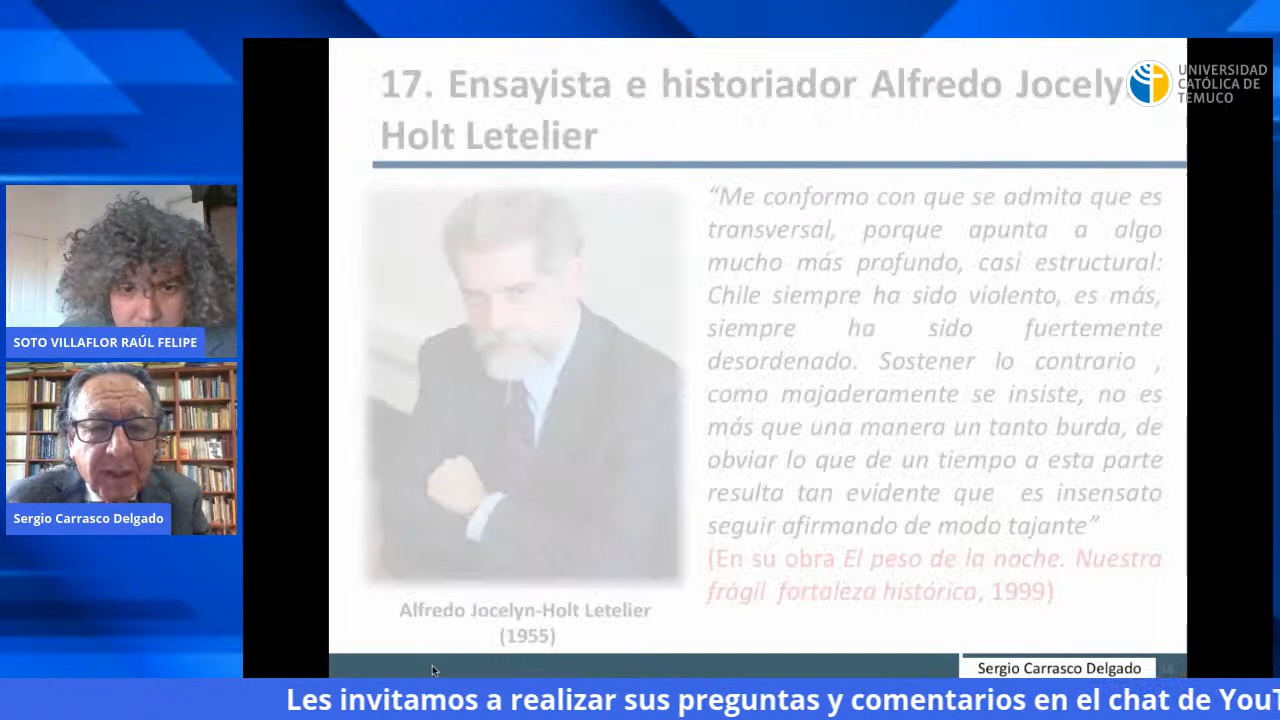 17. Ensayista e historiador Alfredo Jocely
Holt Letelier
UNIVERSIDAD
CATÓLICA DE
TEMUCO
“Me conformo con que se admita que es
transversal, porque apunta a algo
mucho más profundo, casi estructural:
Chile siempre ha sido violento, es más,
siempre ha sido fuertemente
desordenado. Sostener lo contrario ,
como majaderamente se insiste, no es
más que una manera un tanto burda, de
obviar lo que de un tiempo a esta parte
resulta tan evidente que es insensato
seguir afirmando de modo tajante”
(En su obra El peso de la noche. Nuestra
frágil fortaleza histórica, 1999)
Alfredo Jocelyn-Holt Letelier
(1955)
SOTO VILLAFLOR RAÚL FELIPE
Sergio Carrasco Delgado
Sergio Carrasco Delgado
Les invitamos a realizar sus preguntas y comentarios en el chat de YouT